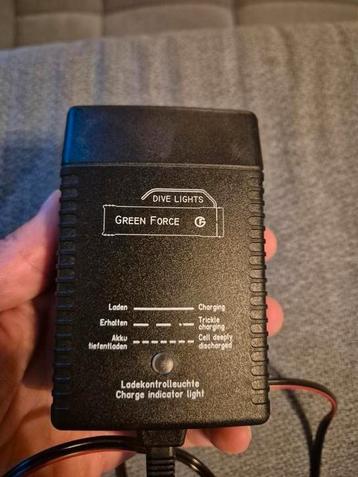 DIVE LIGHTS
GREEN FORCE
Laden Charging
Erhalten Trickle charging
Akku tiefentladen Cell deeply discharged
Ladekontrolleuchte
Charge indicator light